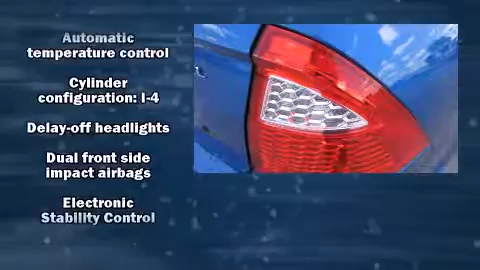 Automatic
temperature control
Cylinder
configuration: I-4
Delay-off headlights
Dual front side
impact airbags
Electronic
Stability Control